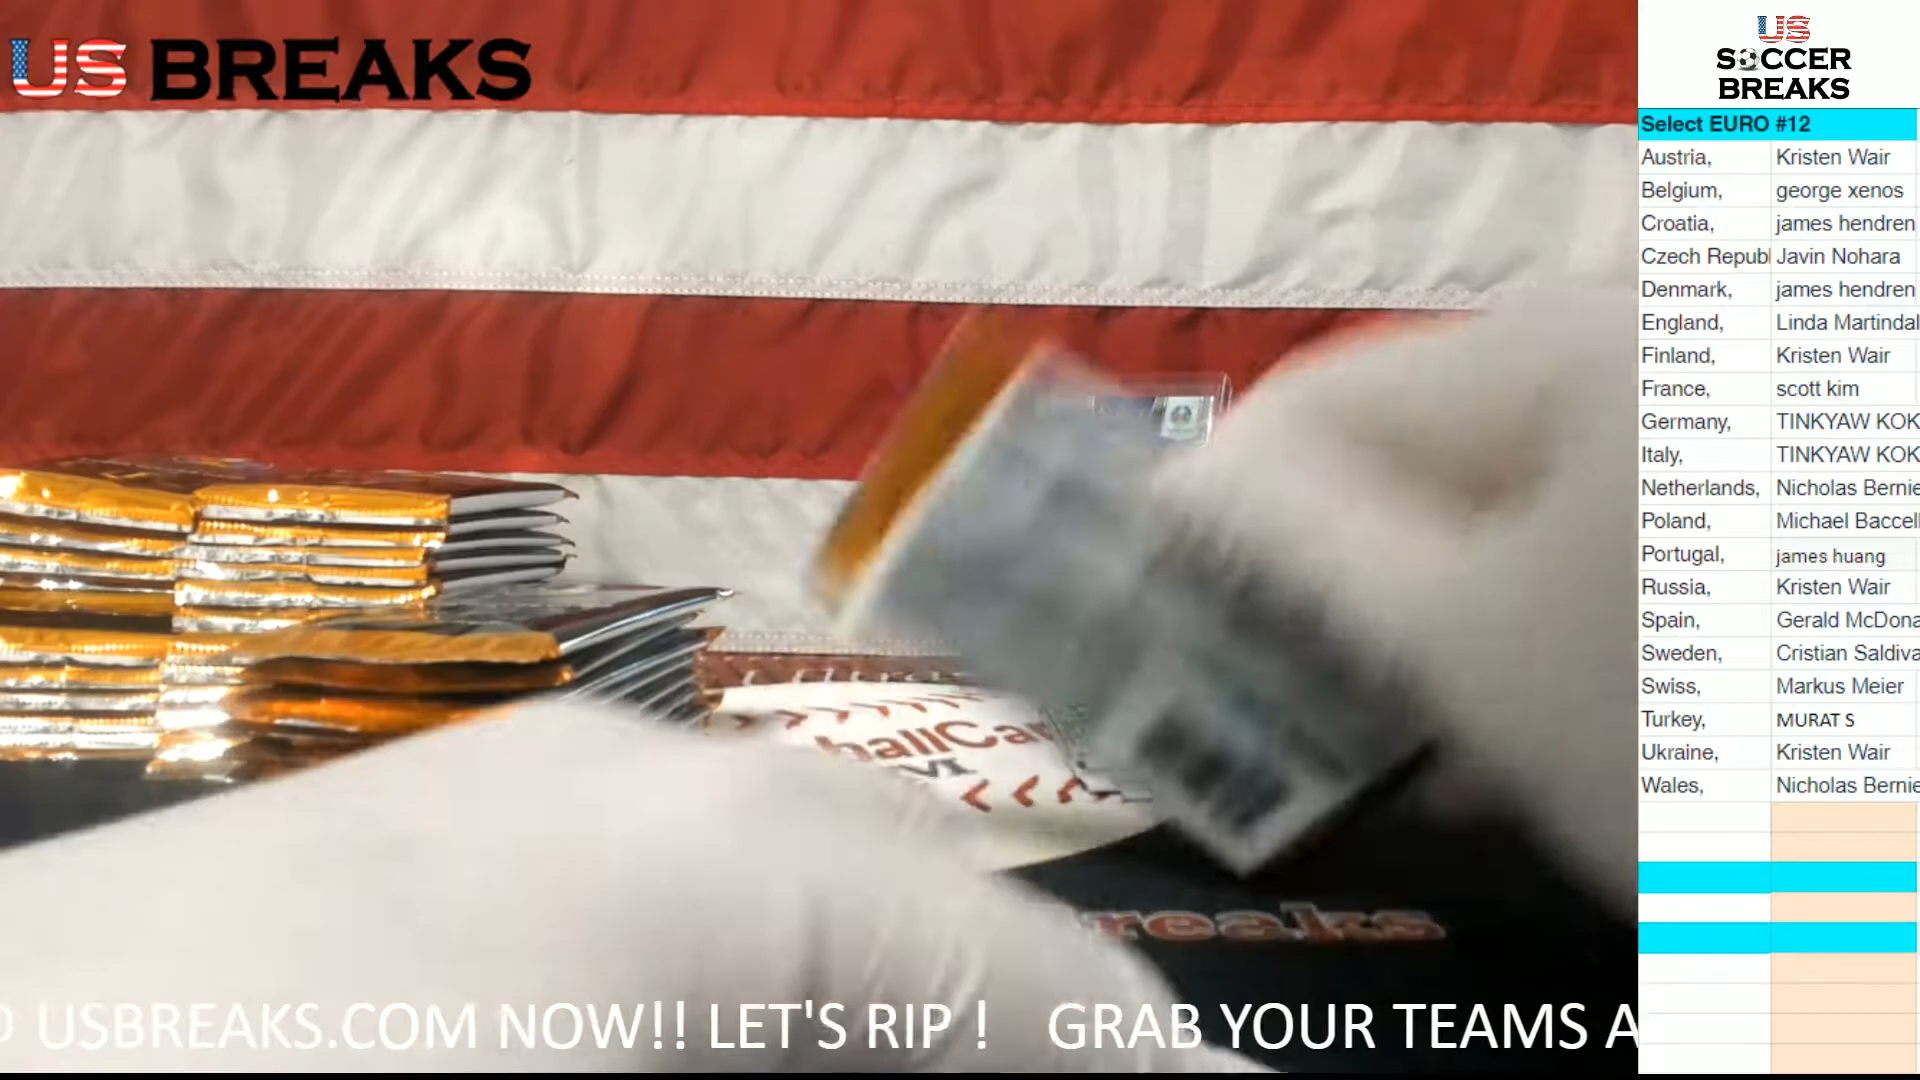 US BREAKS
US
SOCCER
BREAKS
Select EURO #12
Austria, Kristen Wair
Belgium, george xenos
Croatia, james hendren
Czech Republ Javin Nohara
Denmark, james hendren
England, Linda Martindal
Finland, Kristen Wair
France, scott kim
Germany, TINKYAW KOK
Italy, TINKYAW KOK
Netherlands, Nicholas Bernie
Poland, Michael Baccell
Portugal, james huang
Russia, Kristen Wair
Spain, Gerald McDona
Sweden, Cristian Saldiva
Swiss, Markus Meier
Turkey, MURAT S
Ukraine, Kristen Wair
Wales, Nicholas Bernie
ballCar
VI
reaks
USBREAKS.COM NOW!! LET'S RIP ! GRAB YOUR TEAMS A